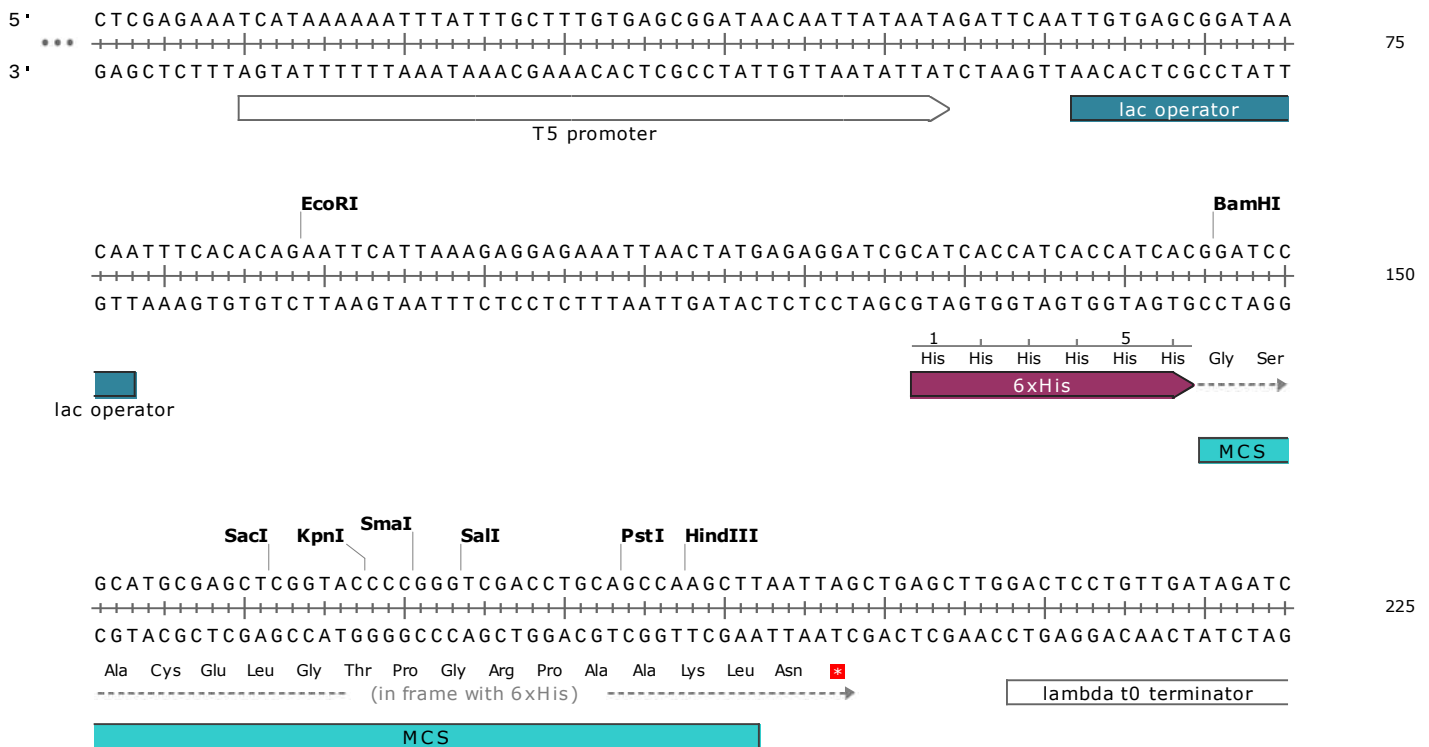 5' CTCGAGAAATCATAAAAAATTTATTTGCTTTGTGAGCGGATAACAATTATAATAGATTCAATTGTGAGCGGATAA
••• 75
3' GAGCTCTTTAGTATTTTTTAAATAAACGAAACACTCGCCTATTGTTAATATTATCTAAGTTAACACTCGCCTATT
lac operator
T5 promoter
EcoRI BamHI
CAATTTCACACAGAATTCATTAAAGAGGAGAAATTAACTATGAGAGGATCGCATCACCATCACCATCACGGATCC
150
GTTAAAGTGTGTCTTAAGTAATTTCTCCTCTTTAATTGATACTCTCCTAGCGTAGTGGTAGTGGTAGTGCCTAGG
1 5
His His His His His His Gly Ser
6xHis
lac operator
MCS
SacI KpnI SmaI SalI PstI HindIII
GCATGCGAGCTCGGTACCCCGGGTCGACCTGCAGCCAAGCTTAATTAGCTGAGCTTGGACTCCTGTTGATAGATC
225
CGTACGCTCGAGCCATGGGGCCCAGCTGGACGTCGGTTCGAATTAATCGACTCGAACCTGAGGACAACTATCTAG
Ala Cys Glu Leu Gly Thr Pro Gly Arg Pro Ala Ala Lys Leu Asn *
(in frame with 6xHis)
lambda t0 terminator
MCS